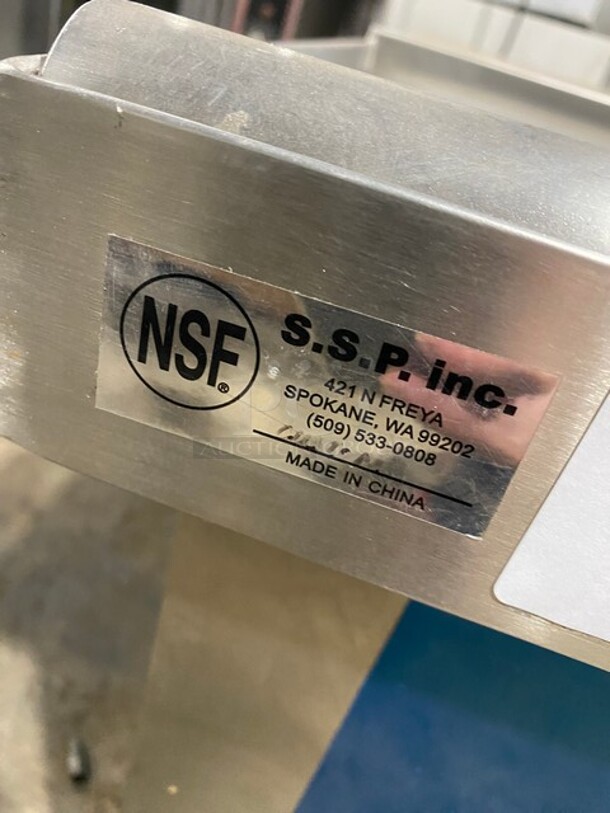 NSF®
S.S.P. inc.
421 N FREYA
SPOKANE, WA 99202
(509) 533-0808
MADE IN CHINA